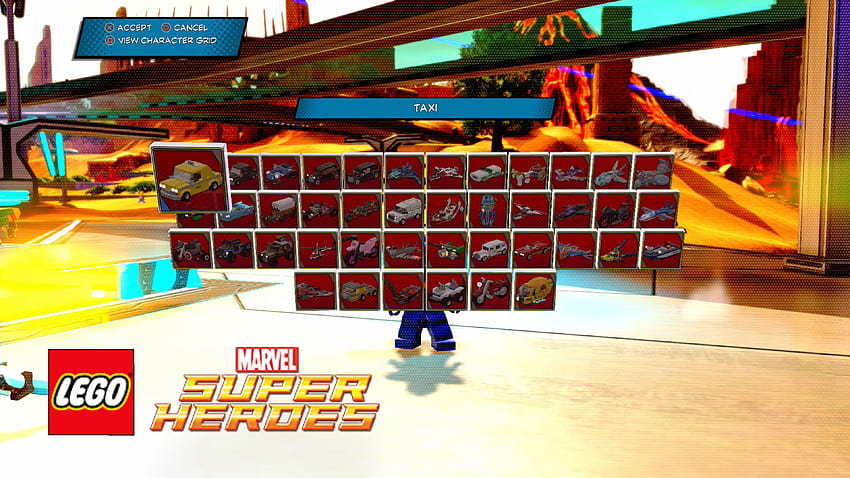 ACCEPT CANCEL
VIEW CHARACTER GRID
TAXI
LEGO
MARVEL
SUPER
HEROES